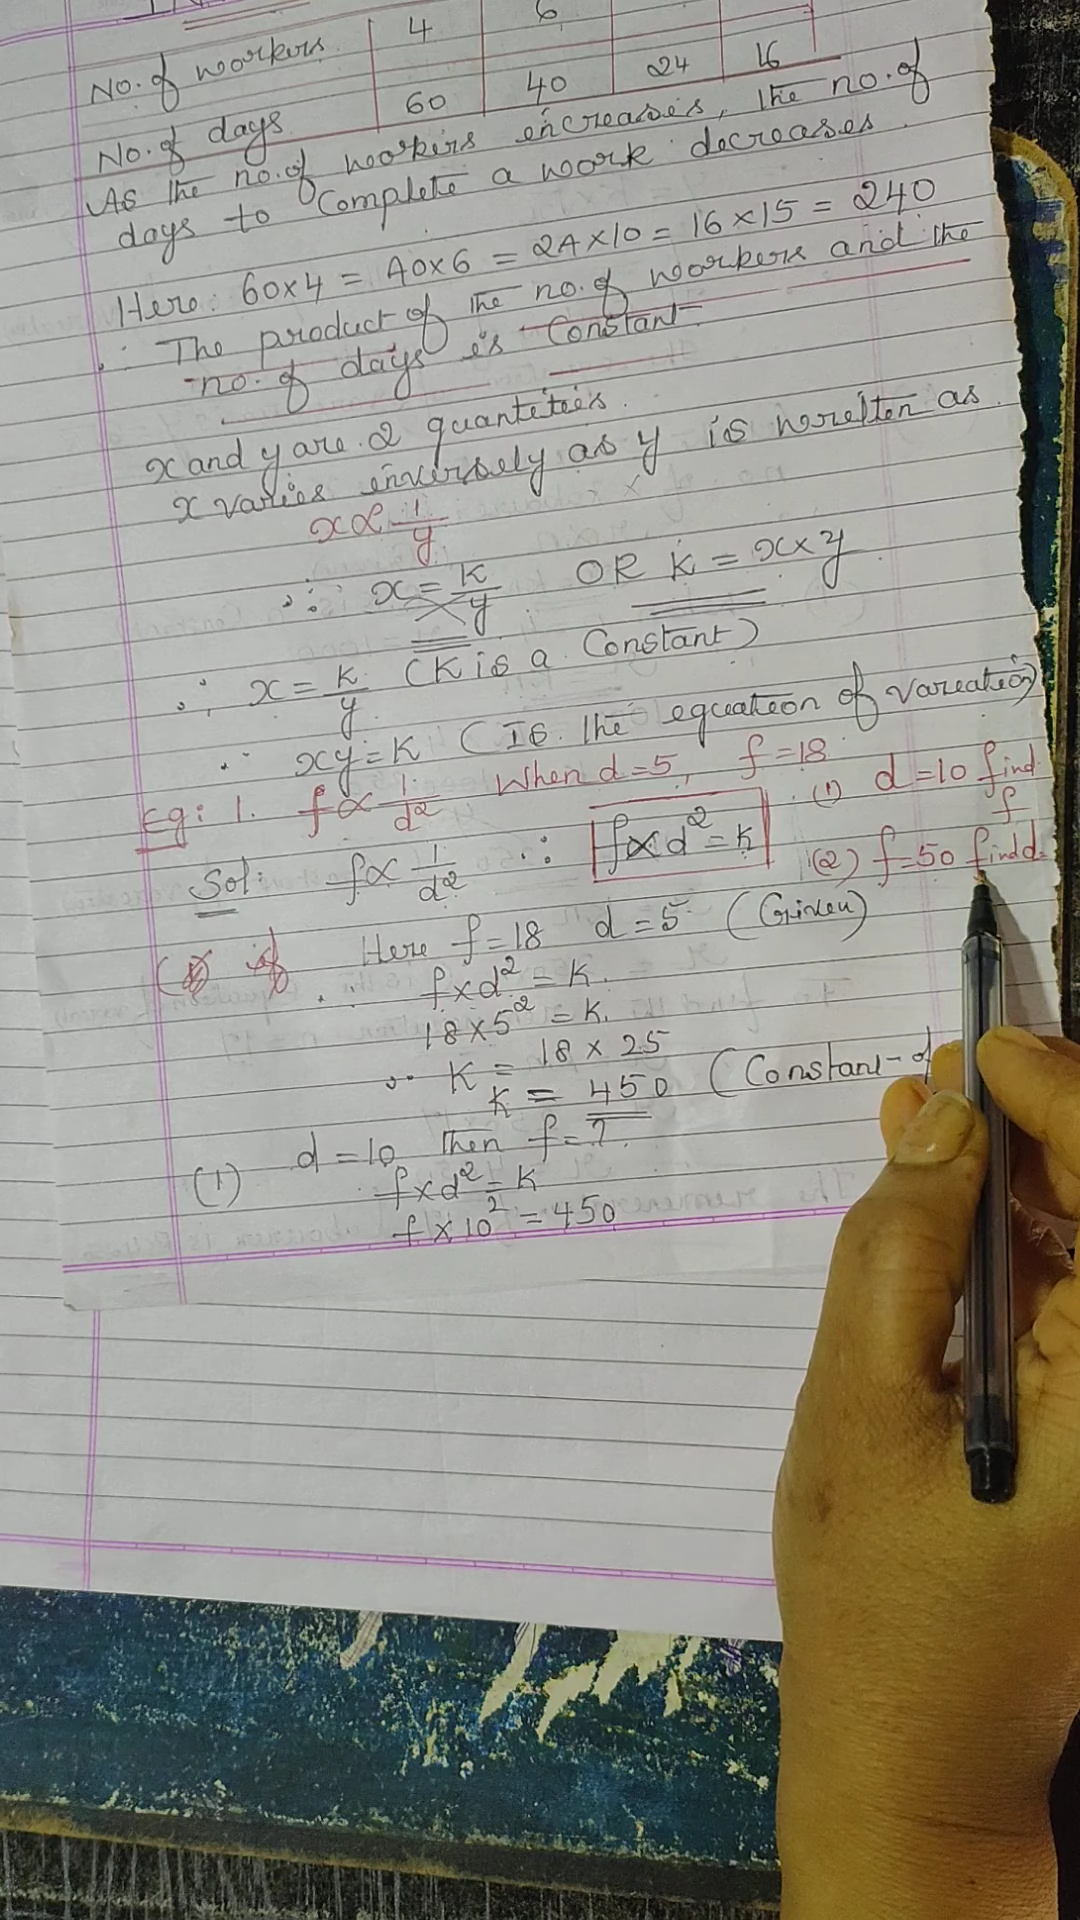 No. of workers 4 6
No. of days 60 40 24 16
As the no. of workers increases, the no. of
days to complete a work decreases.
Here: 60×4 = 40×6 = 24×10 = 16×15 = 240
∴ The product of the no. of workers and the
no. of days is constant
x and y are 2 quantities.
x varies inversely as y is written as
x ∝ 1/y
∴ x = K/y OR K = x×y
∴ x = K/y (K is a Constant)
∴ xy = K (Is the equation of variation)
Eg: 1. f ∝ 1/d² When d=5, f=18 (1) d=10 find f
(2) f=50 find d.
Sol: f ∝ 1/d² ∴ f×d² = K
Here f=18 d=5 (Given)
∴ f×d² = K.
18×5² = K.
∴ K = 18 × 25
K = 450 (Constant of
(1) d=10 then f=?
f×d² = K
f×10² = 450